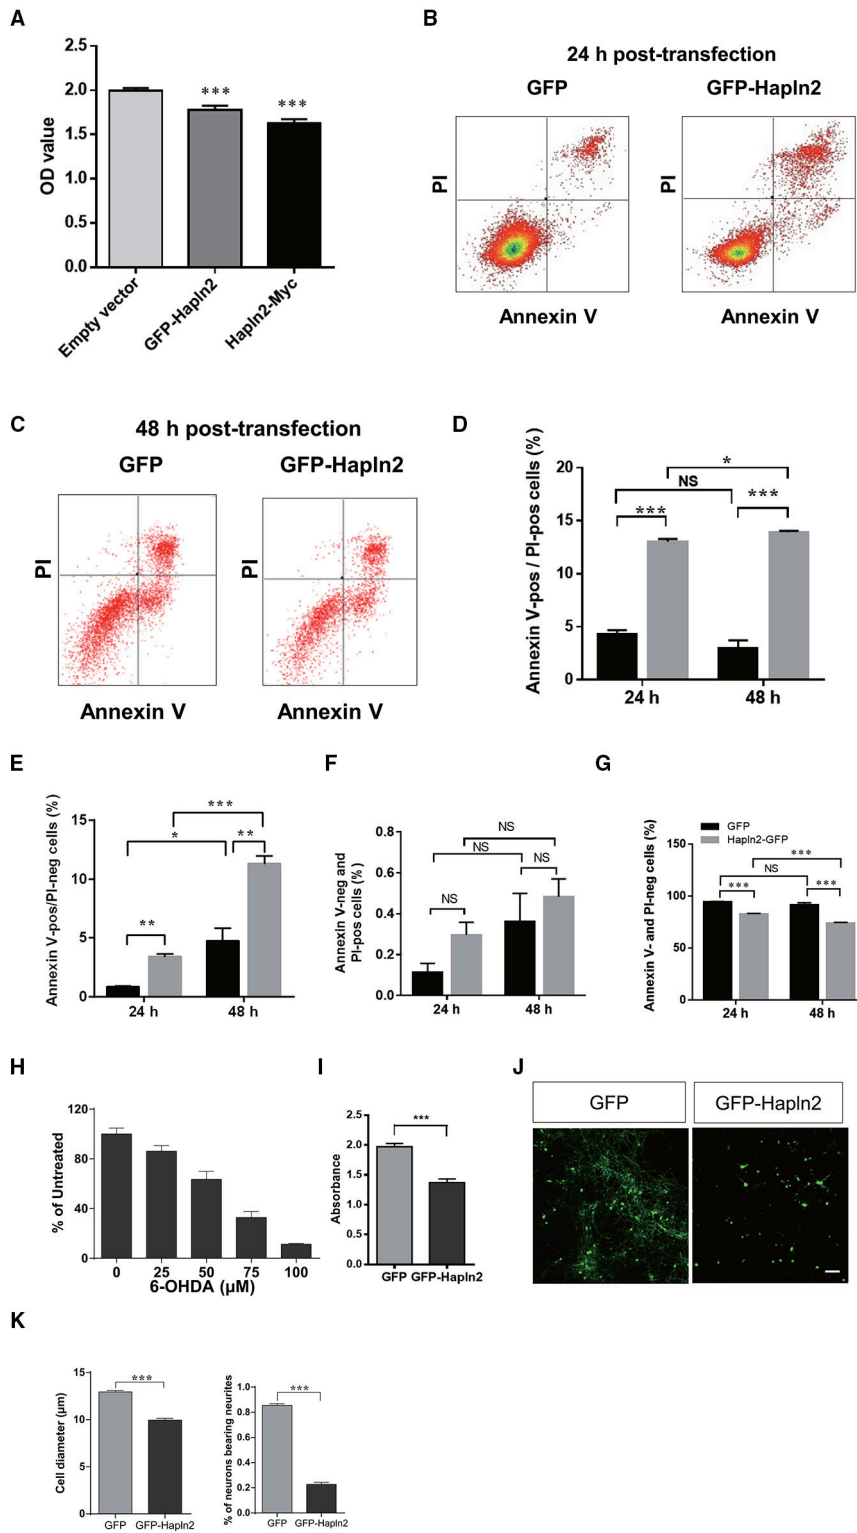 A
2.5
2.0
1.5
1.0
0.5
0.0
OD value
***
***
Empty vector
GFP-Hapln2
Hapln2-Myc
B
24 h post-transfection
GFP
GFP-Hapln2
PI
PI
Annexin V
Annexin V
C
48 h post-transfection
GFP
GFP-Hapln2
PI
PI
Annexin V
Annexin V
D
Annexin V-pos / PI-pos cells (%)
20
15
10
5
0
*
NS
***
***
24 h
48 h
E
Annexin V-pos/PI-neg cells (%)
15
10
5
0
***
*
**
**
24 h
48 h
F
Annexin V-neg and
PI-pos cells (%)
0.8
0.6
0.4
0.2
0.0
NS
NS
NS
NS
24 h
48 h
G
GFP
Hapln2-GFP
Annexin V- and PI-neg cells (%)
150
100
50
0
***
NS
***
***
24 h
48 h
H
% of Untreated
120
80
40
0
0
25
50
75
100
6-OHDA (µM)
I
Absorbance
2.5
2.0
1.5
1.0
0.5
0.0
***
GFP
GFP-Hapln2
J
GFP
GFP-Hapln2
K
Cell diameter (µm)
15
10
5
0
***
GFP
GFP-Hapln2
% of neurons bearing neurites
1.0
0.8
0.6
0.4
0.2
0.0
***
GFP
GFP-Hapln2